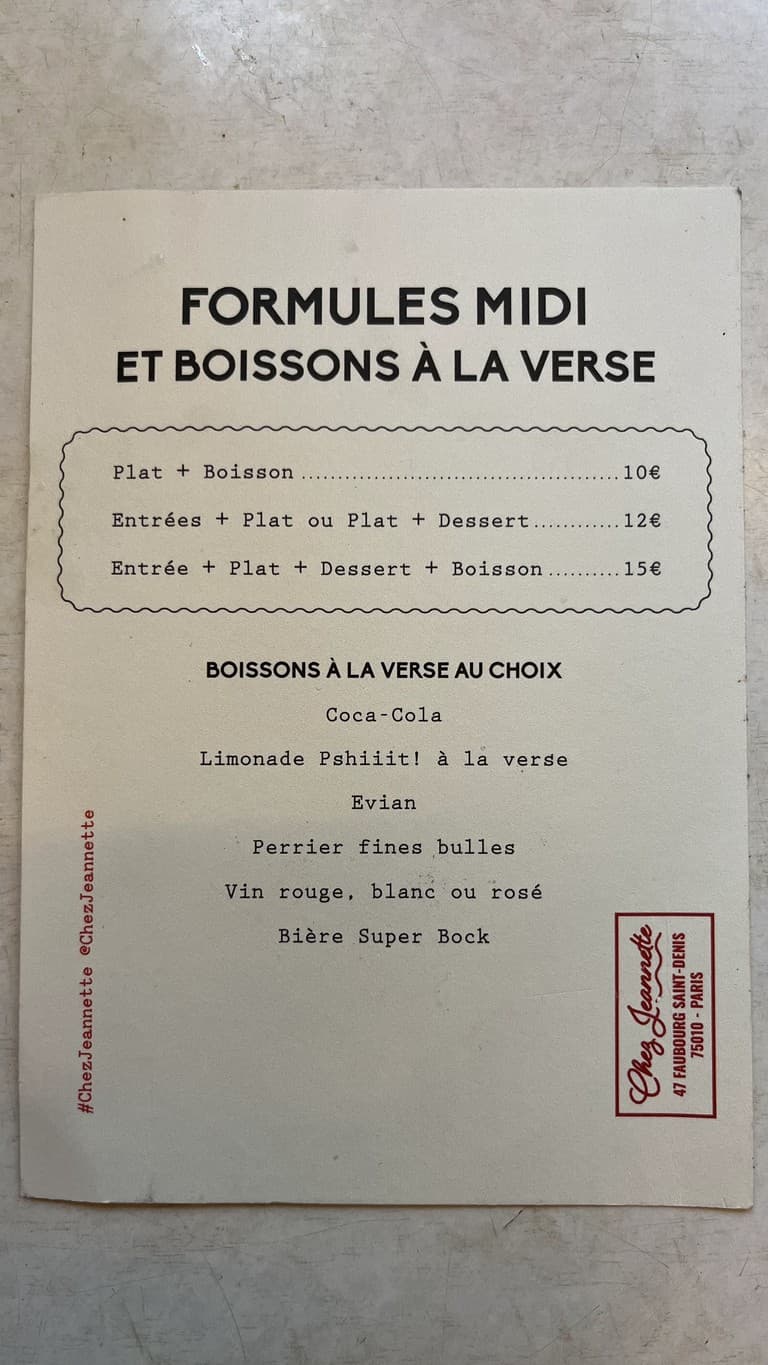 FORMULES MIDI
ET BOISSONS À LA VERSE
Plat + Boisson ........................................... 10€
Entrées + Plat ou Plat + Dessert............ 12€
Entrée + Plat + Dessert + Boisson.......... 15€
BOISSONS À LA VERSE AU CHOIX
Coca-Cola
Limonade Pshiiit! à la verse
Evian
Perrier fines bulles
Vin rouge, blanc ou rosé
Bière Super Bock
#ChezJeannette @ChezJeannette
Chez Jeannette
47 FAUBOURG SAINT-DENIS
75010 - PARIS